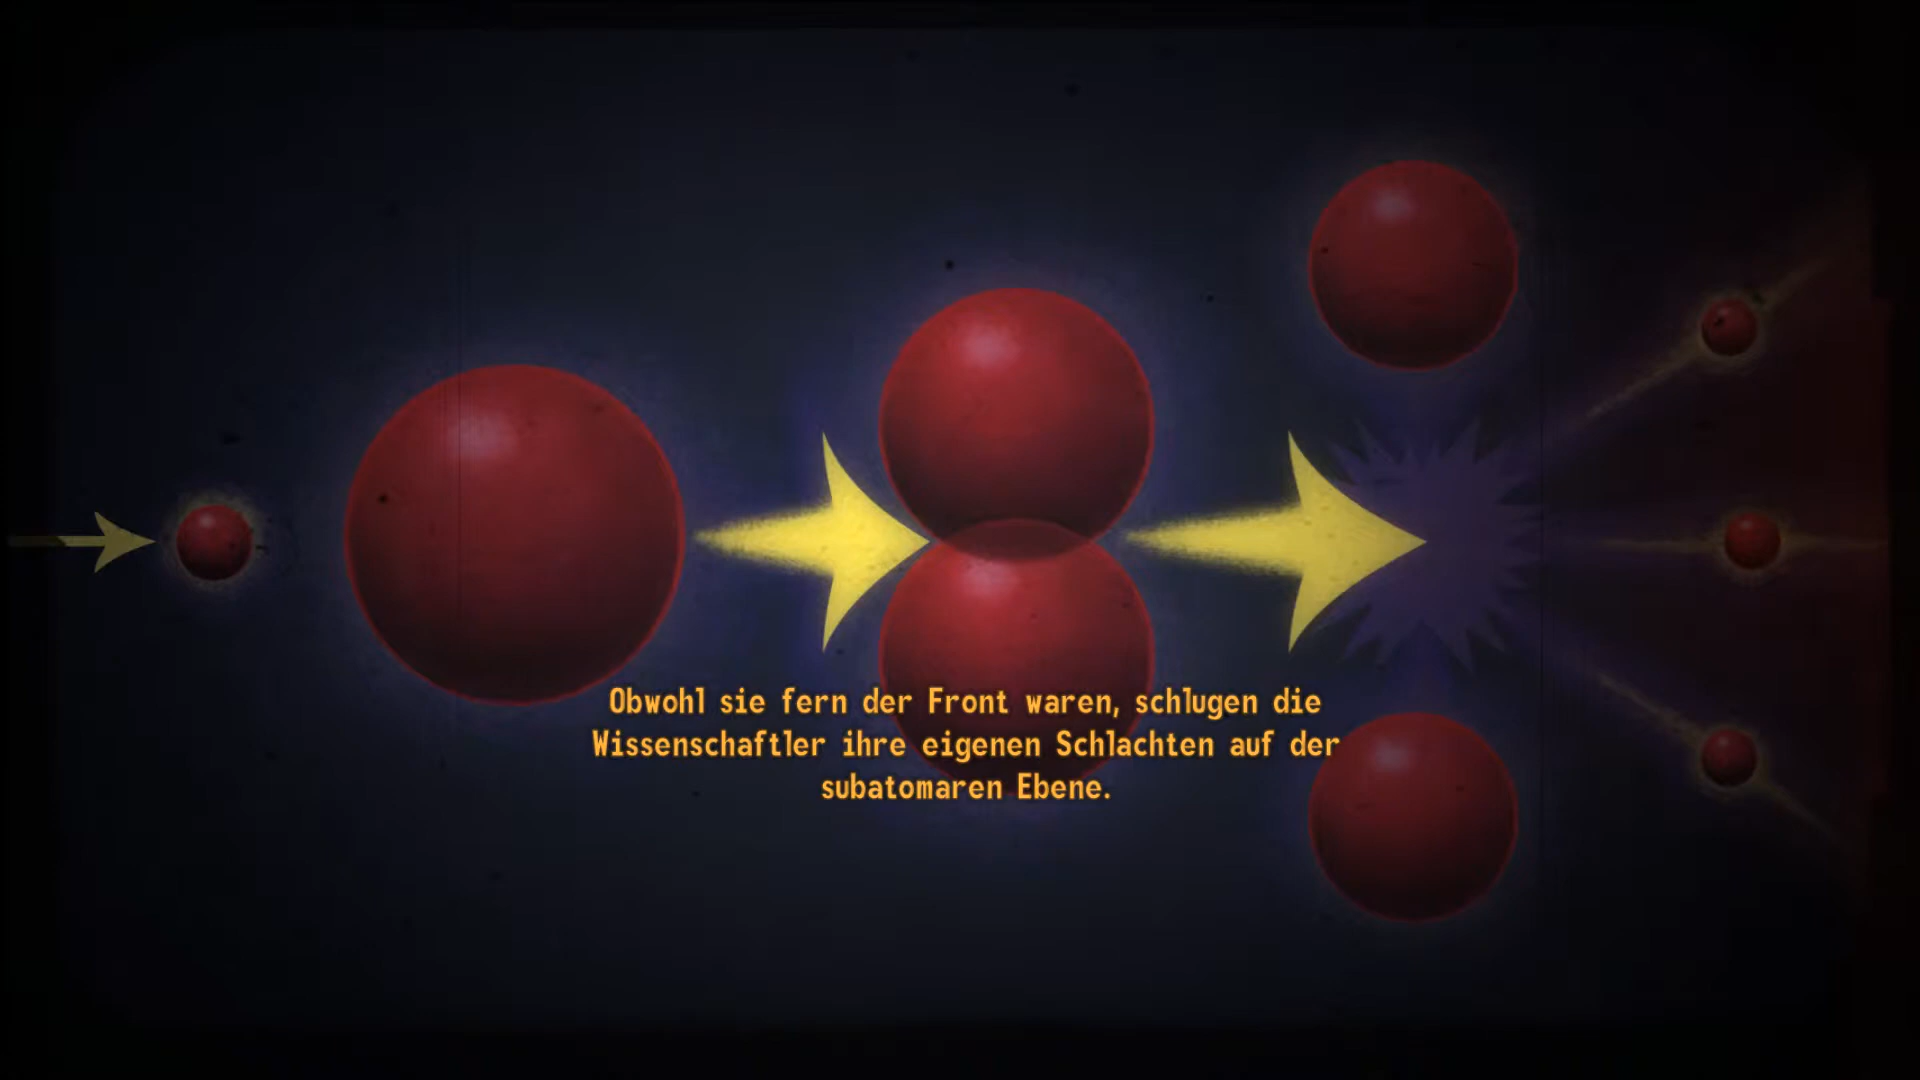 Obwohl sie fern der Front waren, schlugen die
Wissenschaftler ihre eigenen Schlachten auf der
subatomaren Ebene.